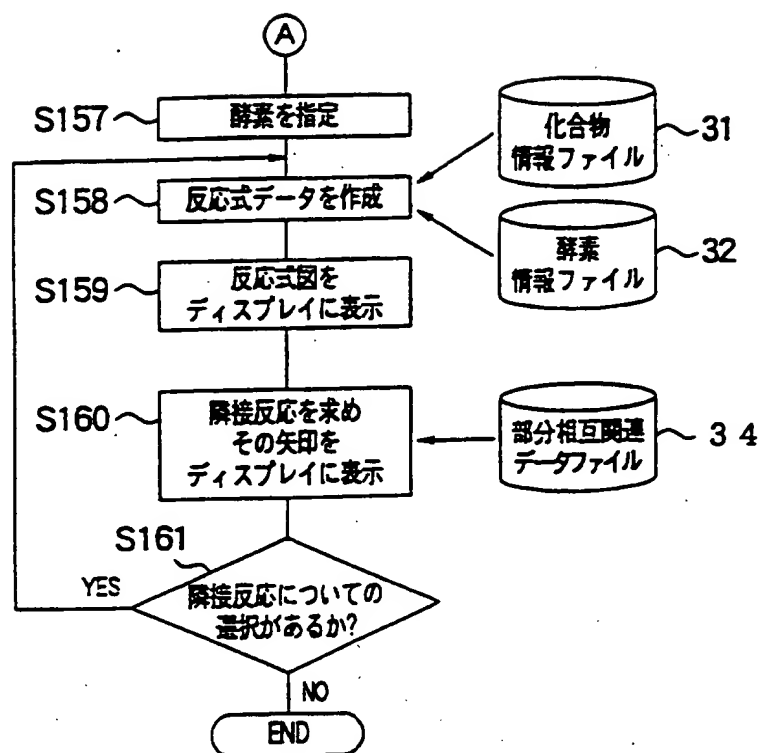 A
S157
酵素を指定
化合物
情報ファイル
31
S158
反応式データを作成
酵素
情報ファイル
32
S159
反応式図を
ディスプレイに表示
S160
隣接反応を求め
その矢印を
ディスプレイに表示
部分相互関連
データファイル
34
S161
YES
隣接反応についての
選択があるか?
NO
END